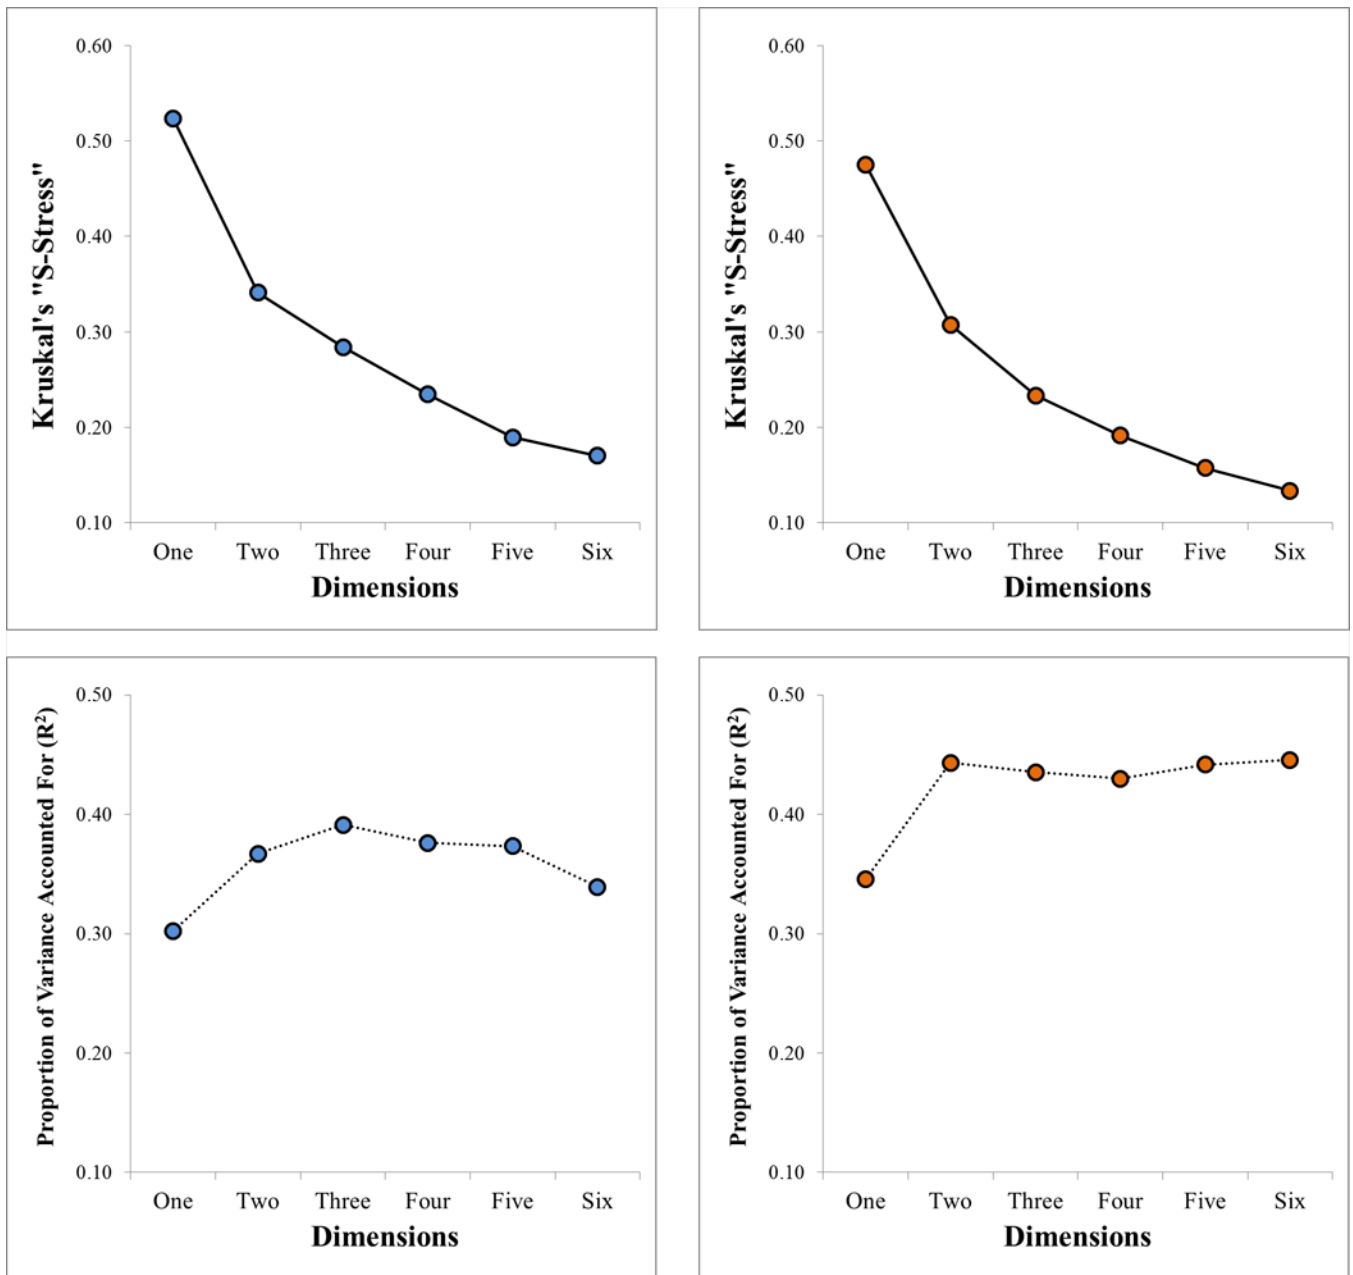 Kruskal's "S-Stress"
0.60
0.50
0.40
0.30
0.20
0.10
One Two Three Four Five Six
Dimensions
Kruskal's "S-Stress"
0.60
0.50
0.40
0.30
0.20
0.10
One Two Three Four Five Six
Dimensions
Proportion of Variance Accounted For (R²)
0.50
0.40
0.30
0.20
0.10
One Two Three Four Five Six
Dimensions
Proportion of Variance Accounted For (R²)
0.50
0.40
0.30
0.20
0.10
One Two Three Four Five Six
Dimensions